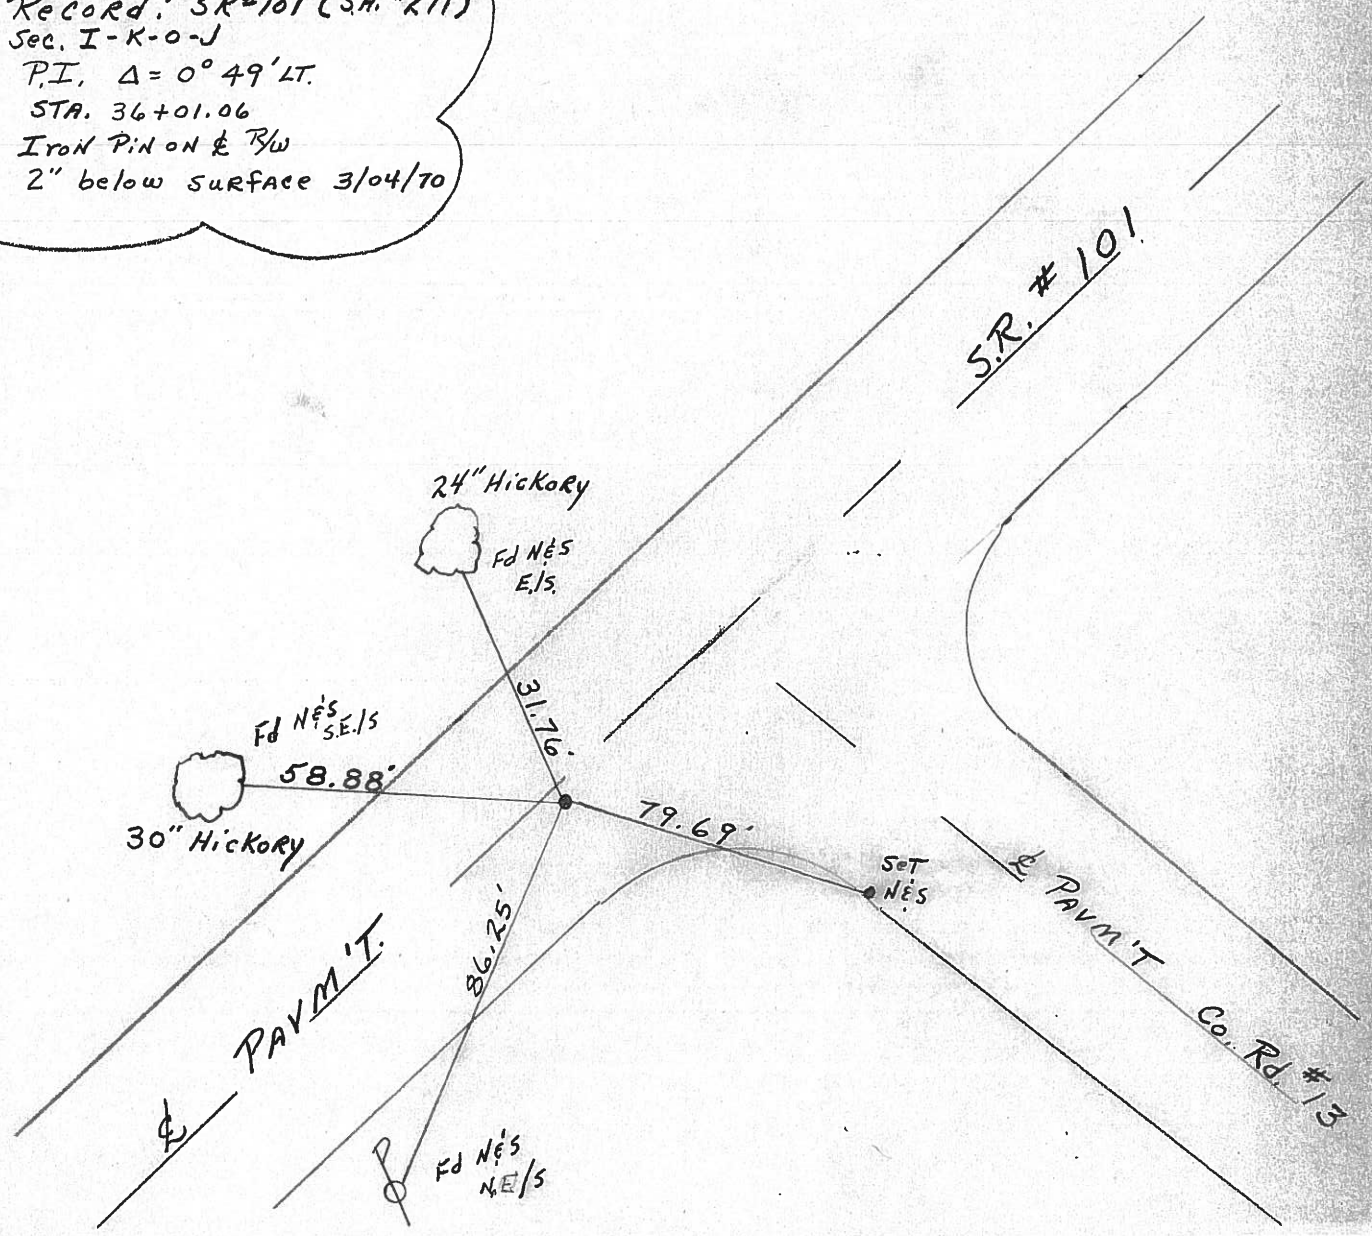 Record: SR-101 (S.H. #211)
Sec. I-K-O-J
P.I. Δ = 0° 49' LT.
STA. 36+01.06
Iron Pin on ℄ R/W
2" below surface 3/04/70
S.R. # 101
24" Hickory
Fd N&S
E/S.
31.76'
Fd N&S
S.E./S
58.88'
30" Hickory
79.69'
Set
N&S
86.25'
℄ PAVM'T.
℄ PAVM'T
Co. Rd. #13
P
Fd N&S
N.E/S